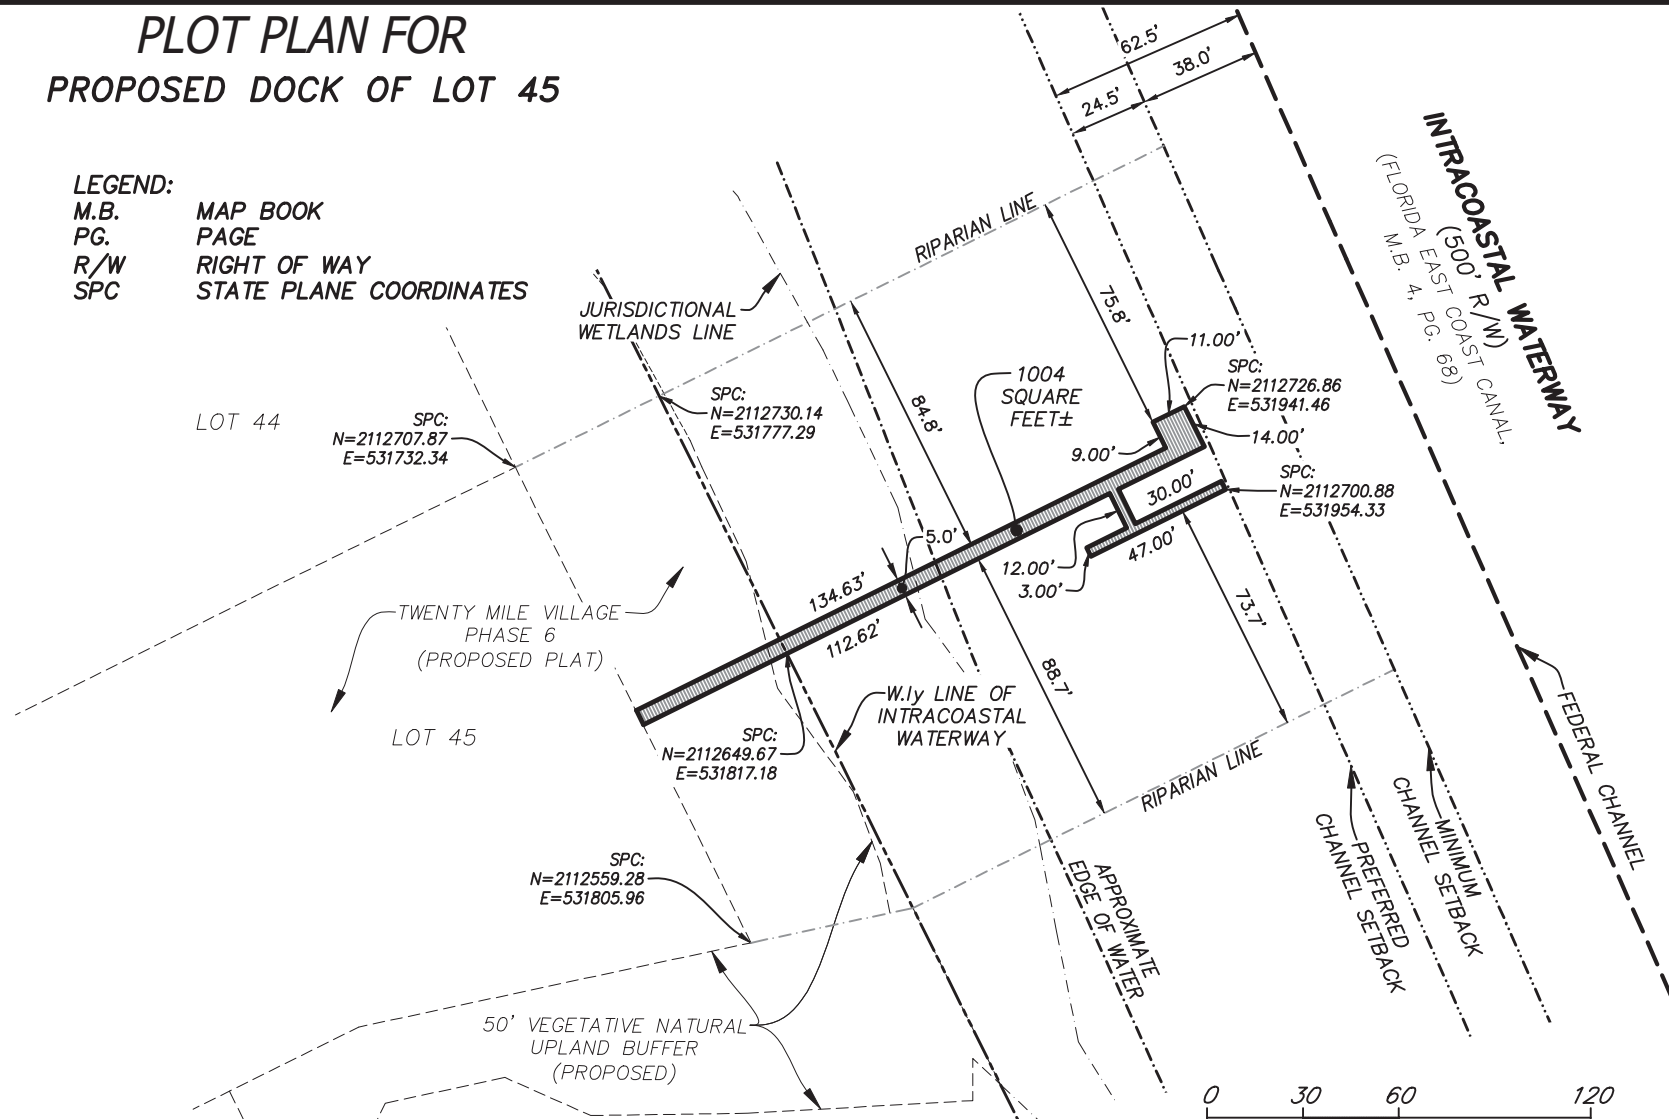 PLOT PLAN FOR
PROPOSED DOCK OF LOT 45
LEGEND:
M.B. MAP BOOK
PG. PAGE
R/W RIGHT OF WAY
SPC STATE PLANE COORDINATES
62.5'
38.0'
24.5'
INTRACOASTAL WATERWAY
(500' R/W)
(FLORIDA EAST COAST CANAL,
M.B. 4, PG. 68)
RIPARIAN LINE
JURISDICTIONAL
WETLANDS LINE
75.8'
11.00'
SPC:
N=2112726.86
E=531941.46
1004
SQUARE
FEET±
84.8'
SPC:
N=2112730.14
E=531777.29
LOT 44
SPC:
N=2112707.87
E=531732.34
14.00'
9.00'
30.00'
SPC:
N=2112700.88
E=531954.33
5.0'
47.00'
12.00'
3.00'
134.63'
112.62'
TWENTY MILE VILLAGE
PHASE 6
(PROPOSED PLAT)
73.7'
88.7'
W.ly LINE OF
INTRACOASTAL
WATERWAY
LOT 45
SPC:
N=2112649.67
E=531817.18
RIPARIAN LINE
FEDERAL CHANNEL
MINIMUM
CHANNEL SETBACK
PREFERRED
CHANNEL SETBACK
APPROXIMATE
EDGE OF WATER
SPC:
N=2112559.28
E=531805.96
50' VEGETATIVE NATURAL
UPLAND BUFFER
(PROPOSED)
0 30 60 120